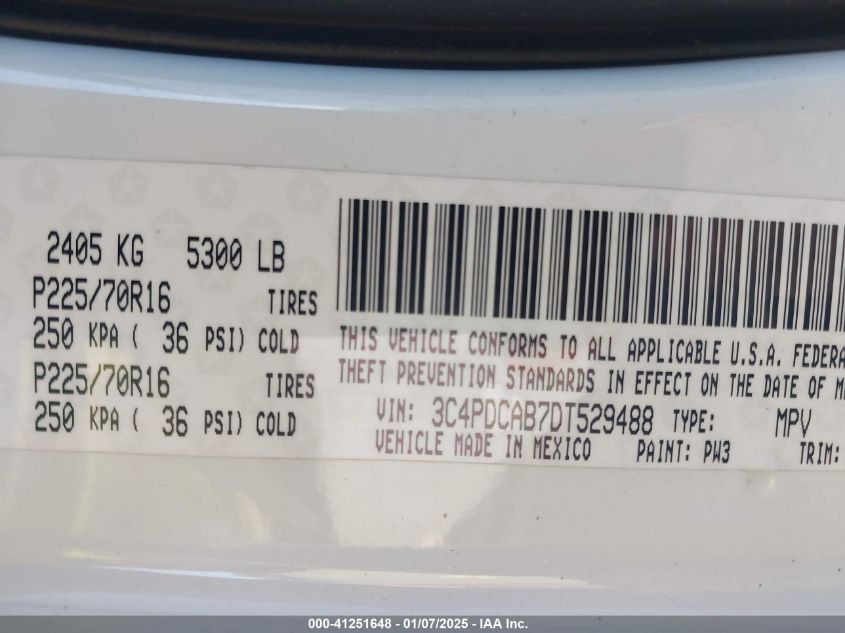 2405 KG 5300 LB
P225/70R16 TIRES
250 KPA ( 36 PSI) COLD
P225/70R16 TIRES
250 KPA ( 36 PSI) COLD
THIS VEHICLE CONFORMS TO ALL APPLICABLE U.S.A. FEDERA
THEFT PREVENTION STANDARDS IN EFFECT ON THE DATE OF M
VIN: 3C4PDCAB7DT529488 TYPE: MPV
VEHICLE MADE IN MEXICO PAINT: PW3 TRIM:
000-41251648 - 01/07/2025 - IAA Inc.